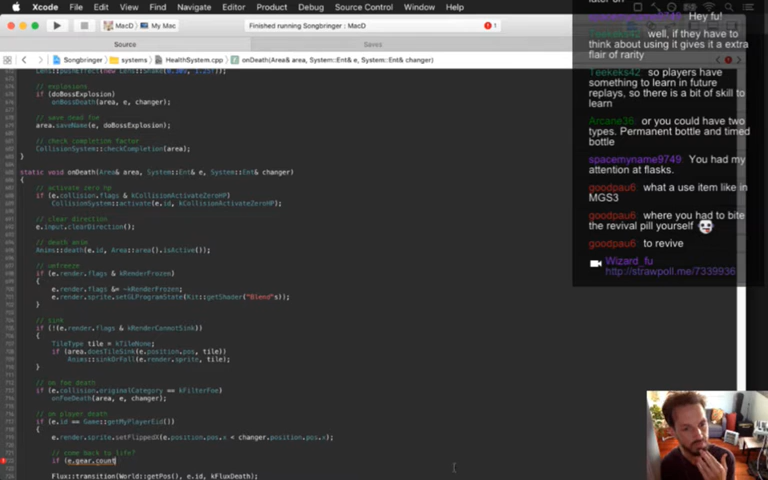 Xcode File Edit View Find Navigate Editor Product Debug Source Control Window Help
MacD My Mac
Finished running Songbringer : MacD
1
Source
Saves
Songbringer systems HealthSystem.cpp onDeath(Area& area, System::Ent& e, System::Ent& changer)
// explosions
if (doBossExplosion)
onBossDeath(area, e, changer);
area.saveName(e, doBossExplosion);
// check completion factor
CollisionSystem::checkCompletion(area);
}
static void onDeath(Area& area, System::Ent& e, System::Ent& changer)
{
// activate zero hp
if (e.collision.flags & kCollisionActivateZeroHP)
CollisionSystem::activate(e.id, kCollisionActivateZeroHP);
// clear direction
e.input.clearDirection();
// death anim
Anims::death(e.id, Area::area().isActive());
// unfreeze
if (e.render.flags & kRenderFrozen)
{
e.render.flags &= ~kRenderFrozen;
e.render.sprite.setGLProgramState(Kit::getShader("Blend"s));
}
// sink
if (!(e.render.flags & kRenderCannotSink))
{
TileType tile = kTileNone;
if (area.doesTileSink(e.position.pos, tile))
Anims::sinkOrFall(e.render.sprite, tile);
}
// on foe death
if (e.collision.originalCategory == kFilterFoe)
onFoeDeath(area, e, changer);
// on player death
if (e.id == Game::getMyPlayerEid())
{
e.render.sprite.setFlippedX(e.position.pos.x < changer.position.pos.x);
// come back to life?
if (e.gear.count
Flux::transition(World::getPos(), e.id, kFluxDeath);
Hey fu!
Teekeks42 well, if they have to
think about using it gives it a extra
flair of rarity
Teekeks42 so players have
something to learn in future
replays, so there is a bit of skill to
learn
Arcane36 or you could have two
types. Permanent bottle and timed
bottle
spacemyname9749 You had my
attention at flasks.
goodpau6 what a use item like in
MGS3
goodpau6 where you had to bite
the revival pill yourself
goodpau6 to revive
Wizard_fu
http://strawpoll.me/7339936